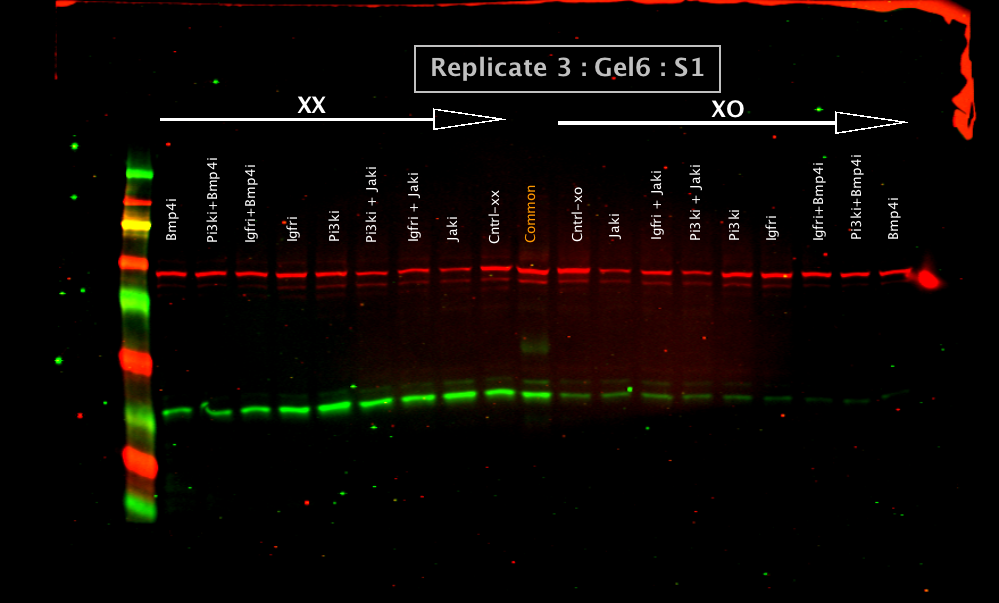 Replicate 3 : Gel6 : S1
XX
XO
Bmp4i
Pi3ki+Bmp4i
Igfri+Bmp4i
Igfri
Pi3ki
Pi3ki + Jaki
Igfri + Jaki
Jaki
Cntrl-xx
Common
Cntrl-xo
Jaki
Igfri + Jaki
Pi3ki + Jaki
Pi3ki
Igfri
Igfri+Bmp4i
Pi3ki+Bmp4i
Bmp4i